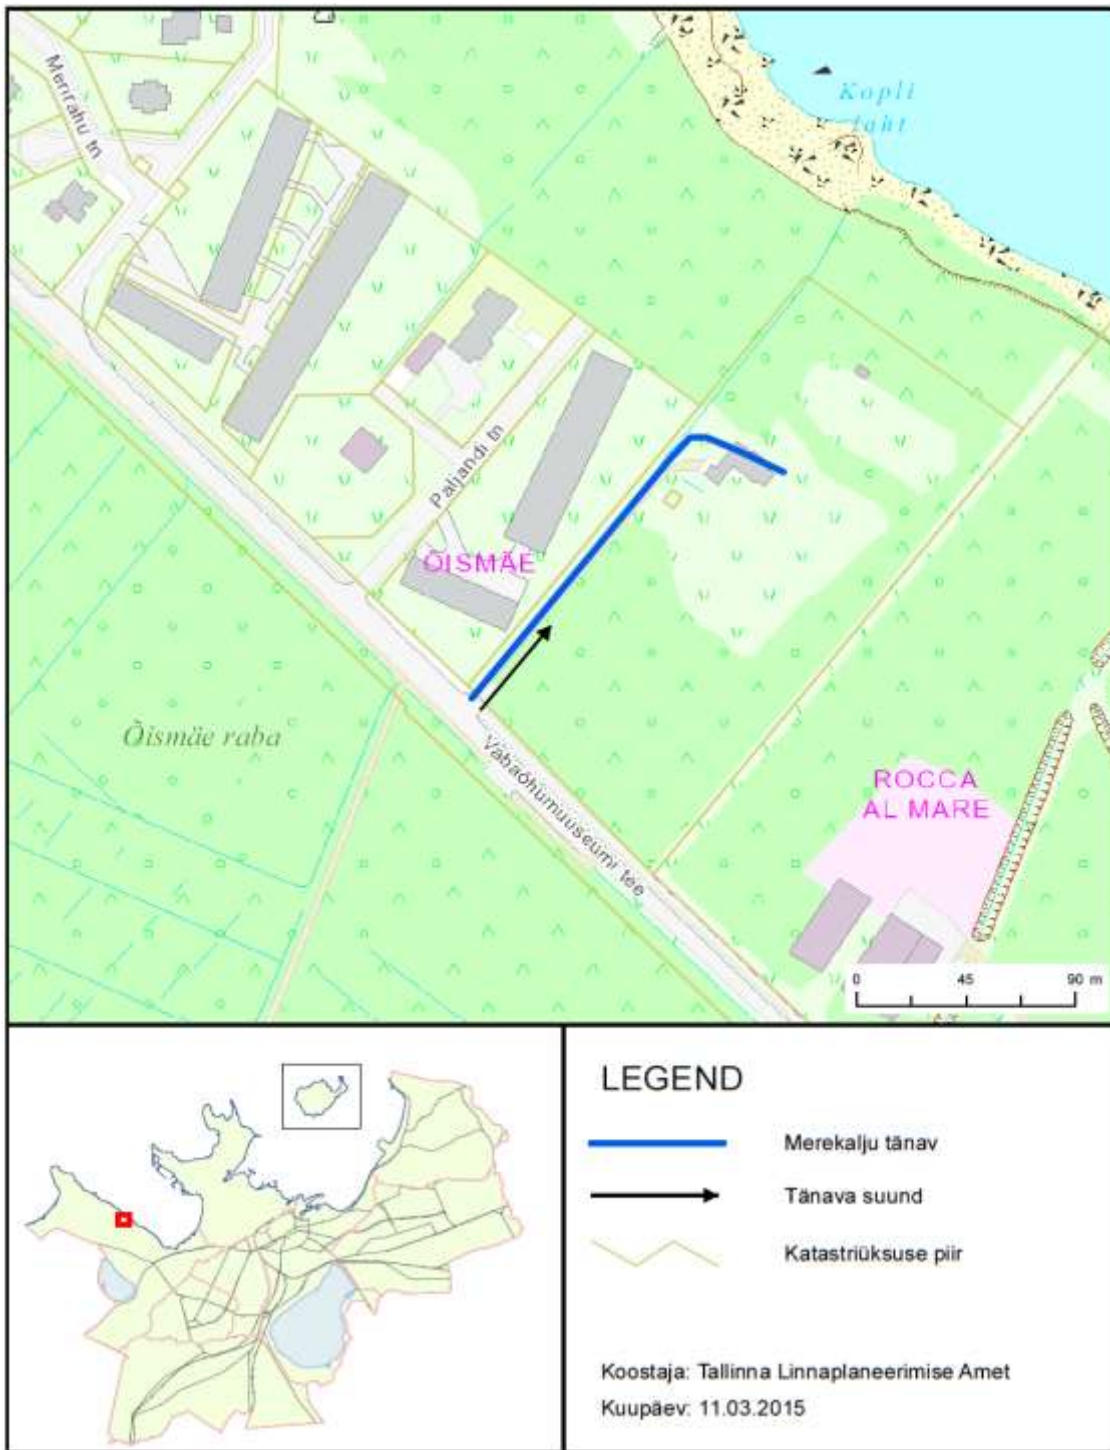 Merirahu tn
Kopli
laht
Paljandi tn
ÕISMÄE
Õismäe raba
Vabaõhumuuseumi tee
ROCCA
AL MARE
0 45 90 m
LEGEND
Merekalju tänav
Tänava suund
Katastriüksuse piir
Koostaja: Tallinna Linnaplaneerimise Amet
Kuupäev: 11.03.2015